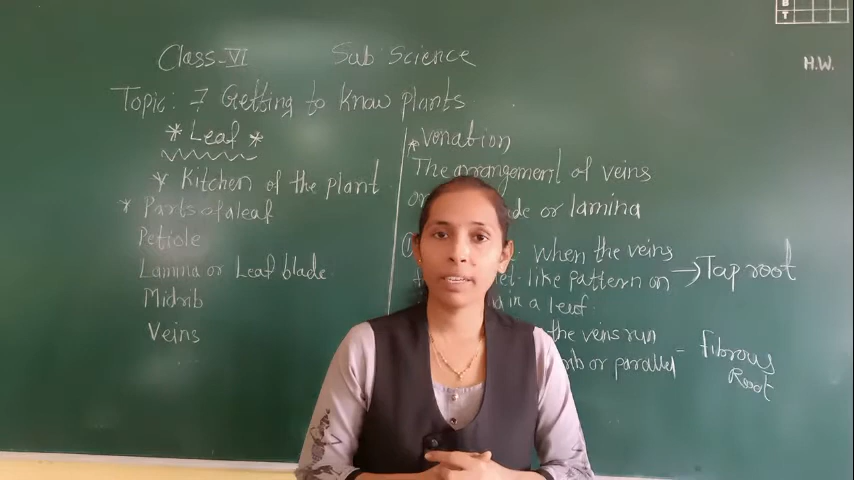 Class-VI Sub Science
Topic: 7 Getting to know plants
* Leaf *
* Kitchen of the plant
* Parts of a leaf
Petiole
Lamina or Leaf blade
Midrib
Veins
* Vonation
The arrangement of veins
or lamina
When the veins
like pattern on → Tap root
in a leaf.
the veins run
or parallel - fibrous
Root
B
T
H.W.